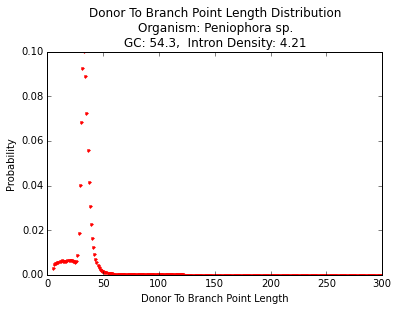 Donor To Branch Point Length Distribution
Organism: Peniophora sp.
GC: 54.3,  Intron Density: 4.21
0.10
0.08
0.06
0.04
0.02
0.00
Probability
0 50 100 150 200 250 300
Donor To Branch Point Length